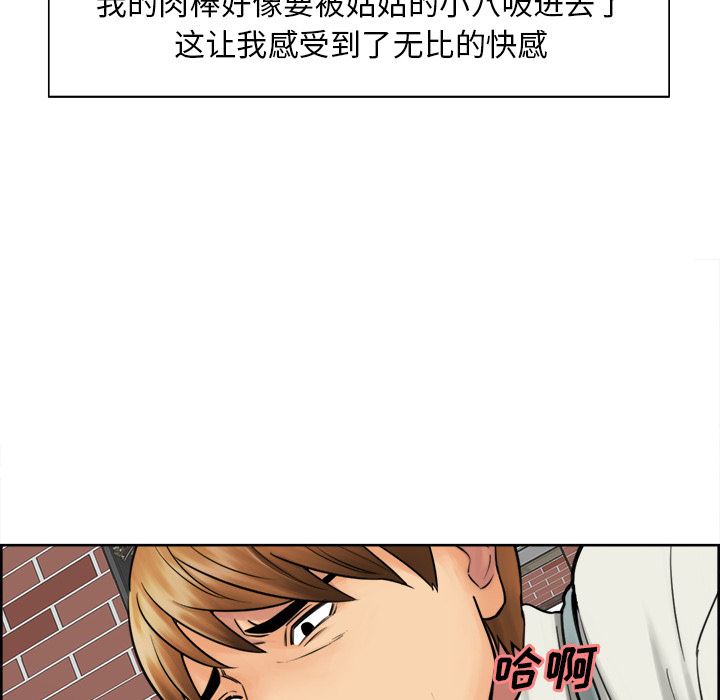 我的肉棒好像要被姑姑的小穴吸进去了
这让我感受到了无比的快感
哈啊